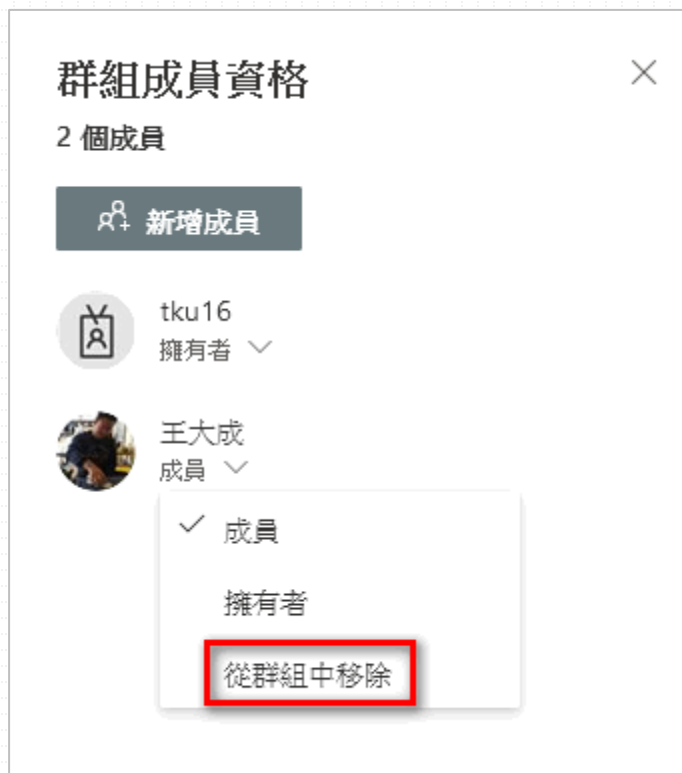 群組成員資格
2 個成員
新增成員
tku16
擁有者
王大成
成員
成員
擁有者
從群組中移除